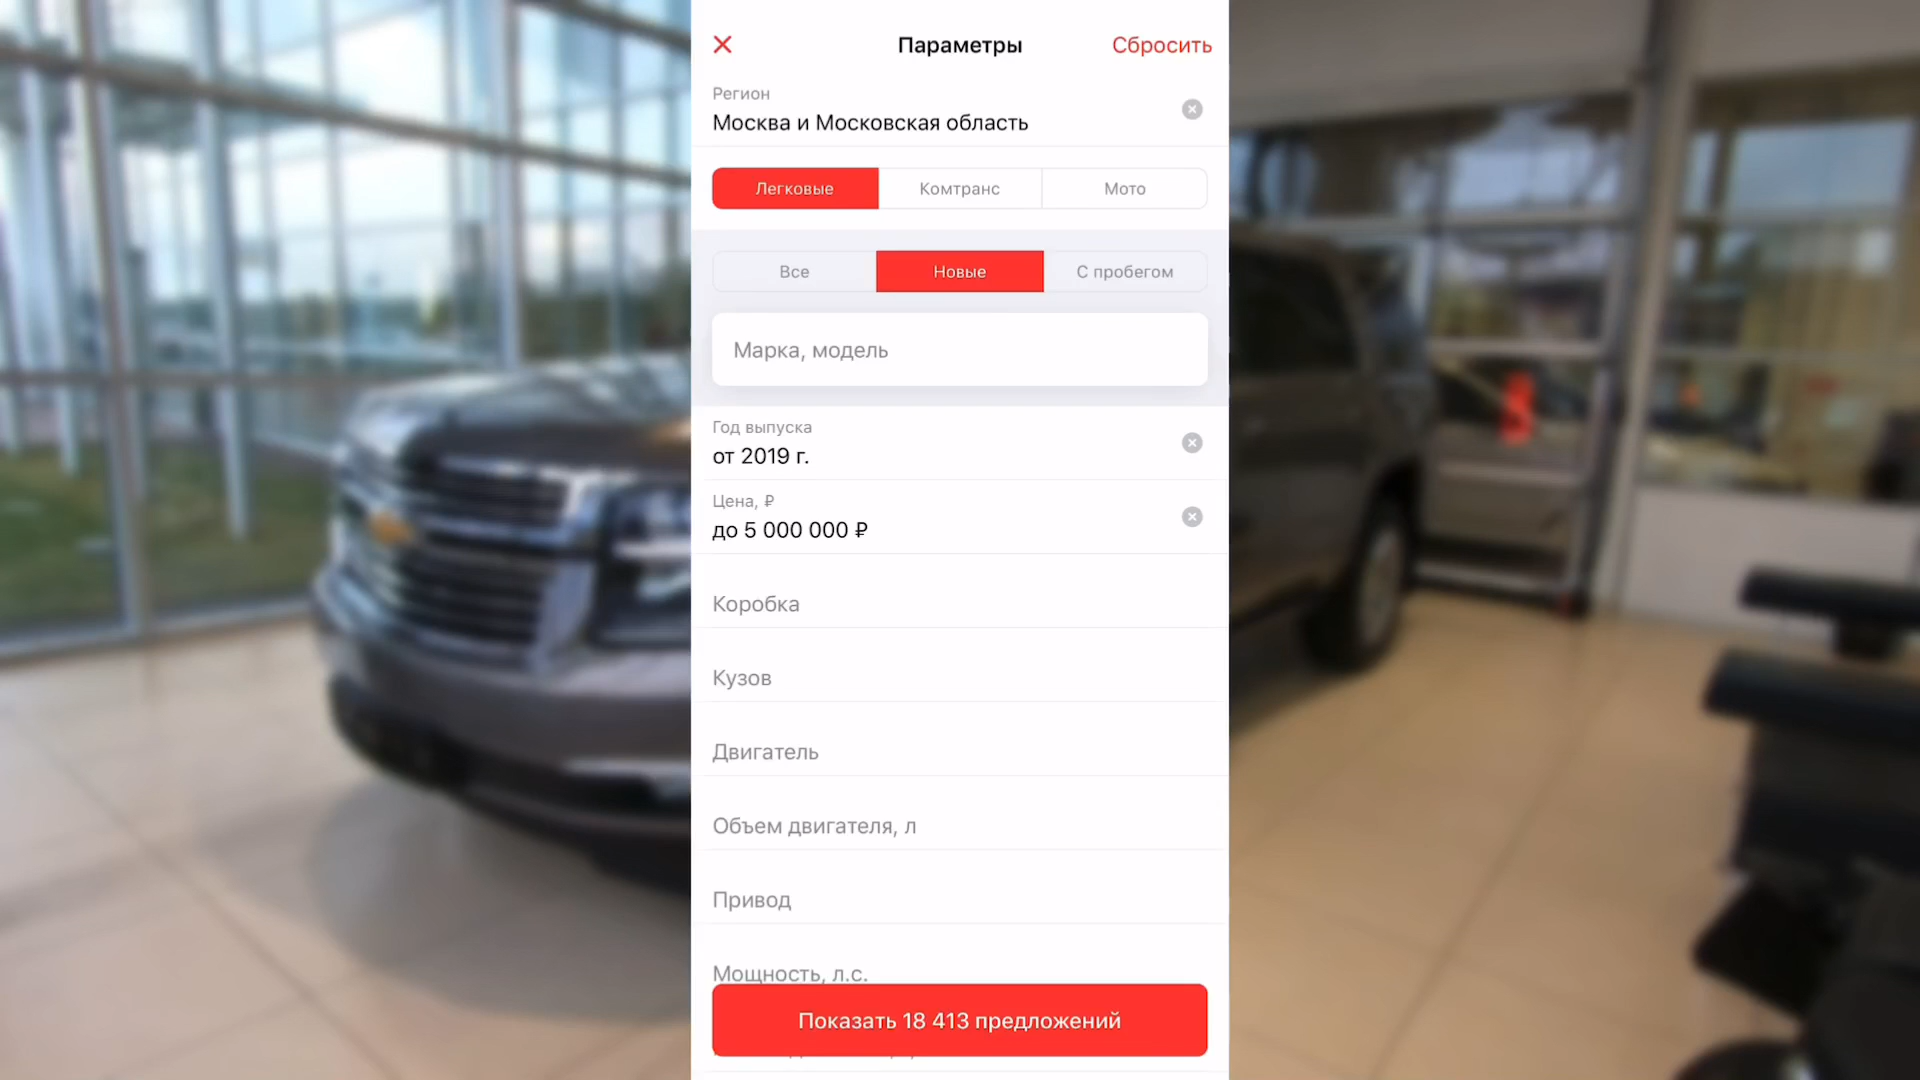 Параметры
Сбросить
Регион
Москва и Московская область
Легковые
Комтранс
Мото
Все
Новые
С пробегом
Марка, модель
Год выпуска
от 2019 г.
Цена, ₽
до 5 000 000 ₽
Коробка
Кузов
Двигатель
Объем двигателя, л
Привод
Мощность, л.с.
Показать 18 413 предложений